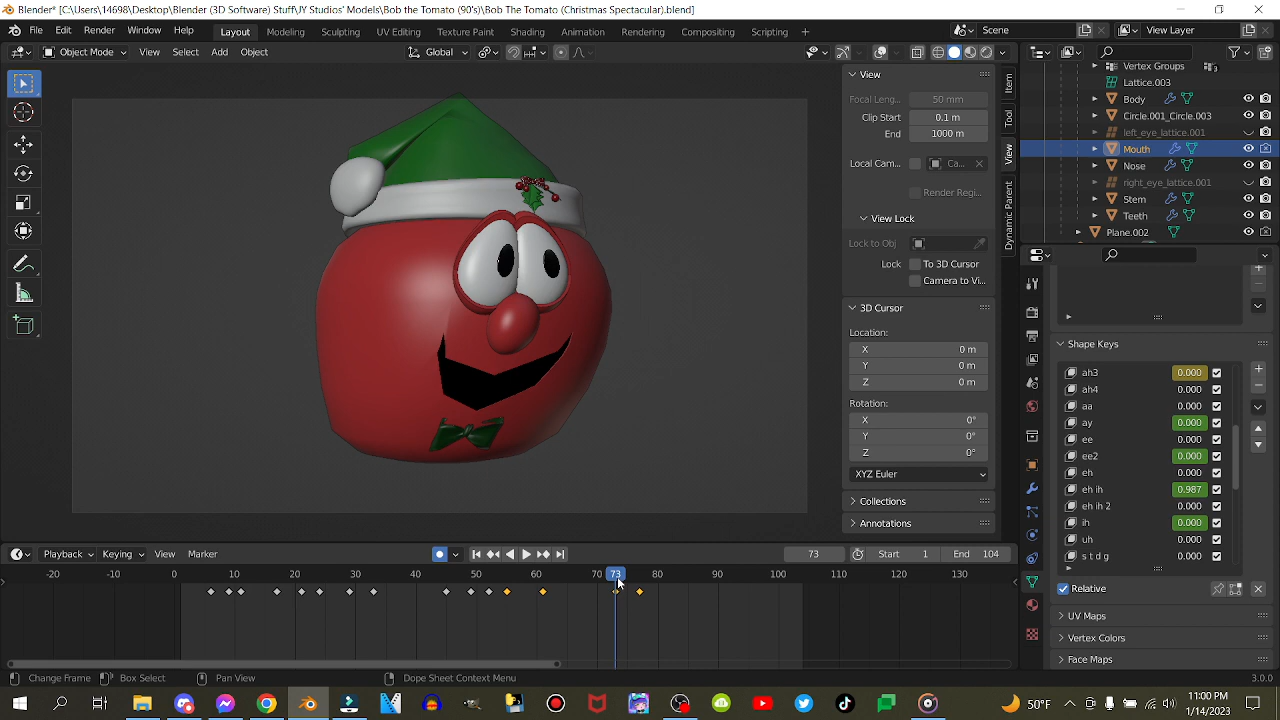 Blender* [C:\Users\14698\Desktop\Blender (3D Software) Stuff\JY Studios' Models\Bob the Tomato (90's)\Bob The Tomato (Christmas Spectacular).blend]
File Edit Render Window Help Layout Modeling Sculpting UV Editing Texture Paint Shading Animation Rendering Compositing Scripting + Scene View Layer
Object Mode View Select Add Object Global
View
Focal Leng... 50 mm
Clip Start 0.1 m
End 1000 m
Local Cam... Ca...
Render Regi...
View Lock
Lock to Obj
Lock To 3D Cursor
Camera to Vi...
3D Cursor
Location:
X 0 m
Y 0 m
Z 0 m
Rotation:
X 0°
Y 0°
Z 0°
XYZ Euler
Collections
Annotations
Item
Tool
View
Dynamic Parent
Vertex Groups
Lattice.003
Body
Circle.001_Circle.003
left_eye_lattice.001
Mouth
Nose
right_eye_lattice.001
Stem
Teeth
Plane.002
Shape Keys
ah3 0.000
ah4 0.000
aa 0.000
ay 0.000
ee 0.000
ee2 0.000
eh 0.000
eh ih 0.987
eh ih 2 0.000
ih 0.000
uh 0.000
s t d g 0.000
Relative
UV Maps
Vertex Colors
Face Maps
Playback Keying View Marker 73 Start 1 End 104
-20 -10 0 10 20 30 40 50 60 70 73 80 90 100 110 120 130
Change Frame Box Select Pan View Dope Sheet Context Menu 3.0.0
50°F 11:00 PM
1/14/2023